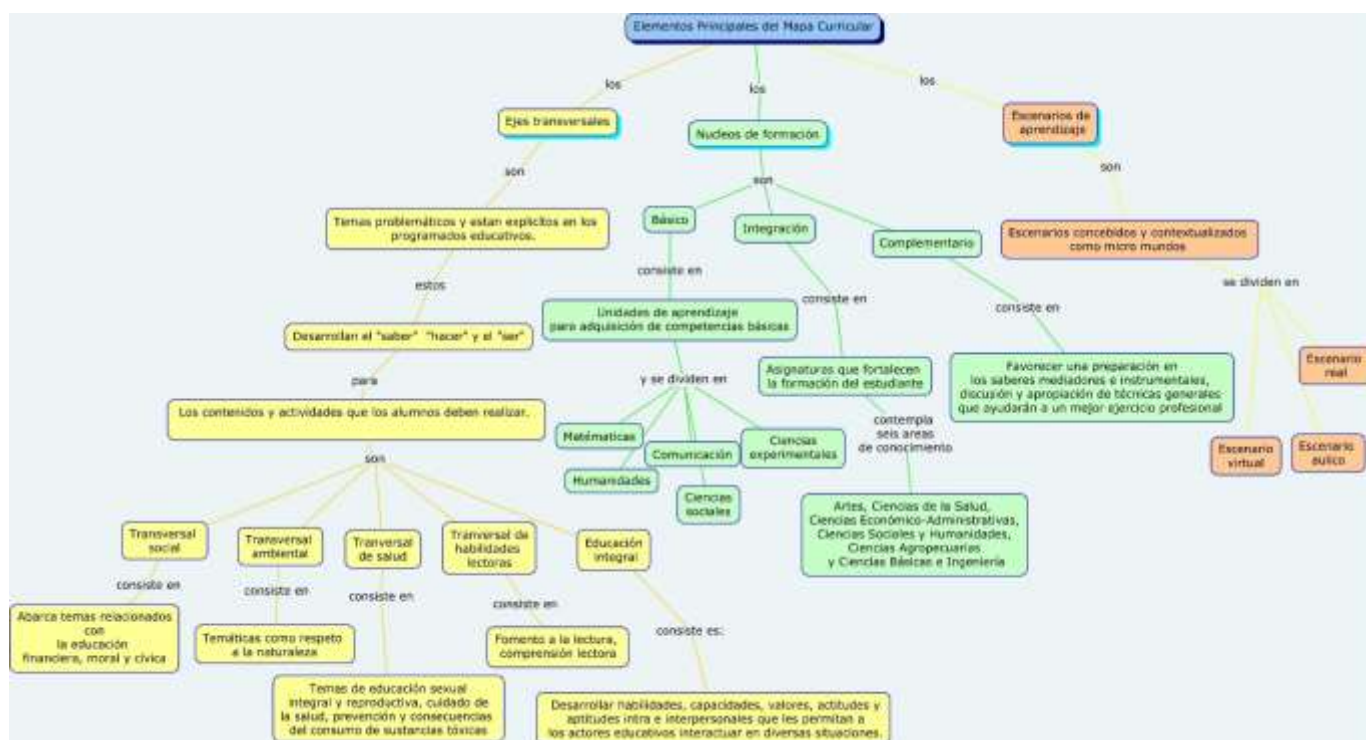 Elementos Principales del Mapa Curricular
los
los
los
Ejes transversales
Nucleos de formación
Escenarios de
aprendizaje
son
son
son
Temas problemáticos y estan explícitos en los
programados educativos.
Básico
Integración
Complementario
Escenarios concebidos y contextualizados
como micro mundos
estos
consiste en
consiste en
consiste en
se dividen en
Desarrollan el "saber" "hacer" y el "ser"
Unidades de aprendizaje
para adquisición de competencias básicas
Asignaturas que fortalecen
la formación del estudiante
Favorecer una preparación en
los saberes mediadores e instrumentales,
discusión y apropiación de técnicas generales
que ayudarán a un mejor ejercicio profesional
Escenario
real
para
y se dividen en
Los contenidos y actividades que los alumnos deben realizar.
contempla
seis areas
de conocimiento
Matématicas
Comunicación
Ciencias
experimentales
Humanidades
Ciencias
sociales
Escenario
virtual
Escenario
aulico
son
Artes, Ciencias de la Salud,
Ciencias Económico-Administrativas,
Ciencias Sociales y Humanidades,
Ciencias Agropecuarias
y Ciencias Básicas e Ingeniería
Transversal
social
Transversal
ambiental
Tranversal
de salud
Tranversal de
habilidades
lectoras
Educación
integral
consiste en
consiste en
consiste en
consiste en
consiste es:
Abarca temas relacionados
con
la educación
financiera, moral y cívica
Temáticas como respeto
a la naturaleza
Fomento a la lectura,
comprensión lectora
Temas de educación sexual
integral y reproductiva, cuidado de
la salud, prevención y consecuencias
del consumo de sustancias tóxicas
Desarrollar habilidades, capacidades, valores, actitudes y
aptitudes intra e interpersonales que les permitan a
los actores educativos interactuar en diversas situaciones.